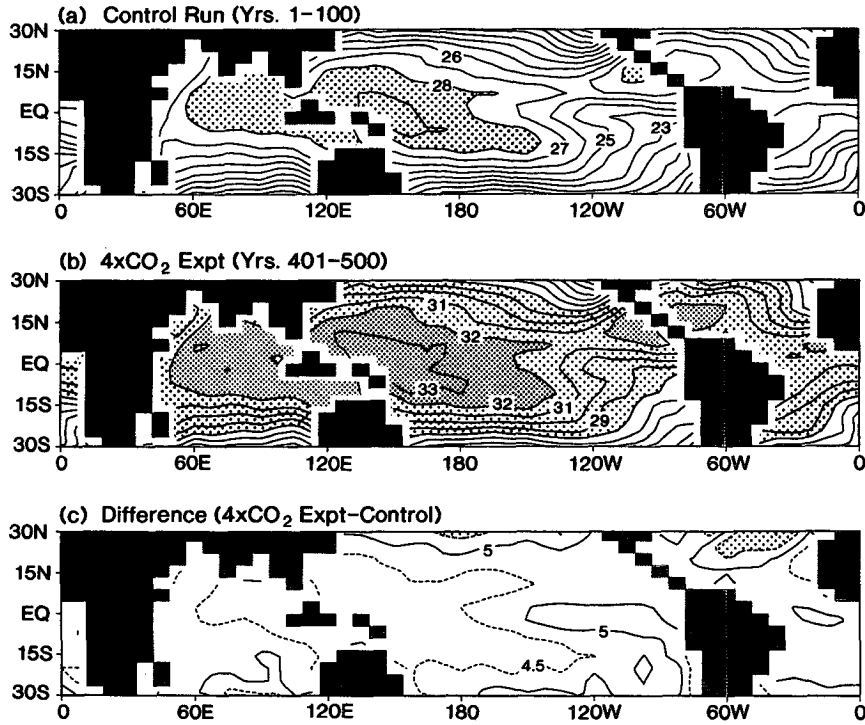 (a) Control Run (Yrs. 1-100)
30N
15N
EQ
15S
30S
26
28
27
25
23
0
60E
120E
180
120W
60W
0
(b) 4xCO₂ Expt (Yrs. 401-500)
30N
15N
EQ
15S
30S
31
32
33
32
31
29
0
60E
120E
180
120W
60W
0
(c) Difference (4xCO₂ Expt-Control)
30N
15N
EQ
15S
30S
5
5
4.5
0
60E
120E
180
120W
60W
0